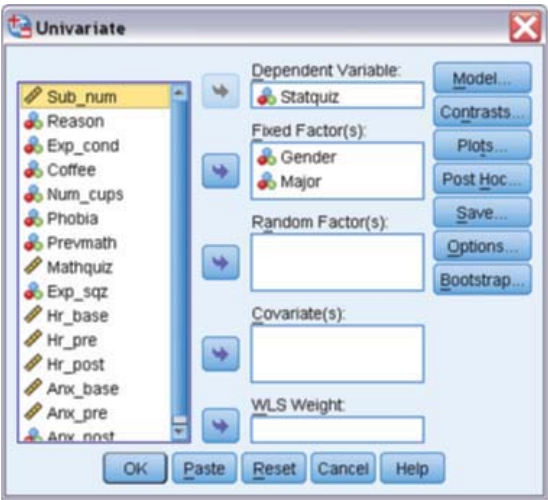 Univariate
Sub_num
Reason
Exp_cond
Coffee
Num_cups
Phobia
Prevmath
Mathquiz
Exp_sqz
Hr_base
Hr_pre
Hr_post
Anx_base
Anx_pre
Anx_post
Dependent Variable:
Statquiz
Fixed Factor(s):
Gender
Major
Random Factor(s):
Covariate(s):
WLS Weight:
Model...
Contrasts...
Plots...
Post Hoc...
Save...
Options...
Bootstrap...
OK
Paste
Reset
Cancel
Help